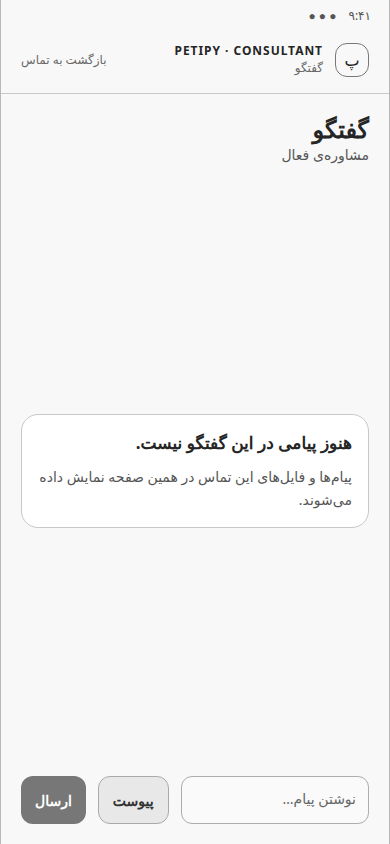 ۹:۴۱
پ
PETIPY · CONSULTANT
گفتگو
بازگشت به تماس
گفتگو
مشاوره‌ی فعال
هنوز پیامی در این گفتگو نیست.
پیام‌ها و فایل‌های این تماس در همین صفحه نمایش داده
می‌شوند.
نوشتن پیام...
پیوست
ارسال